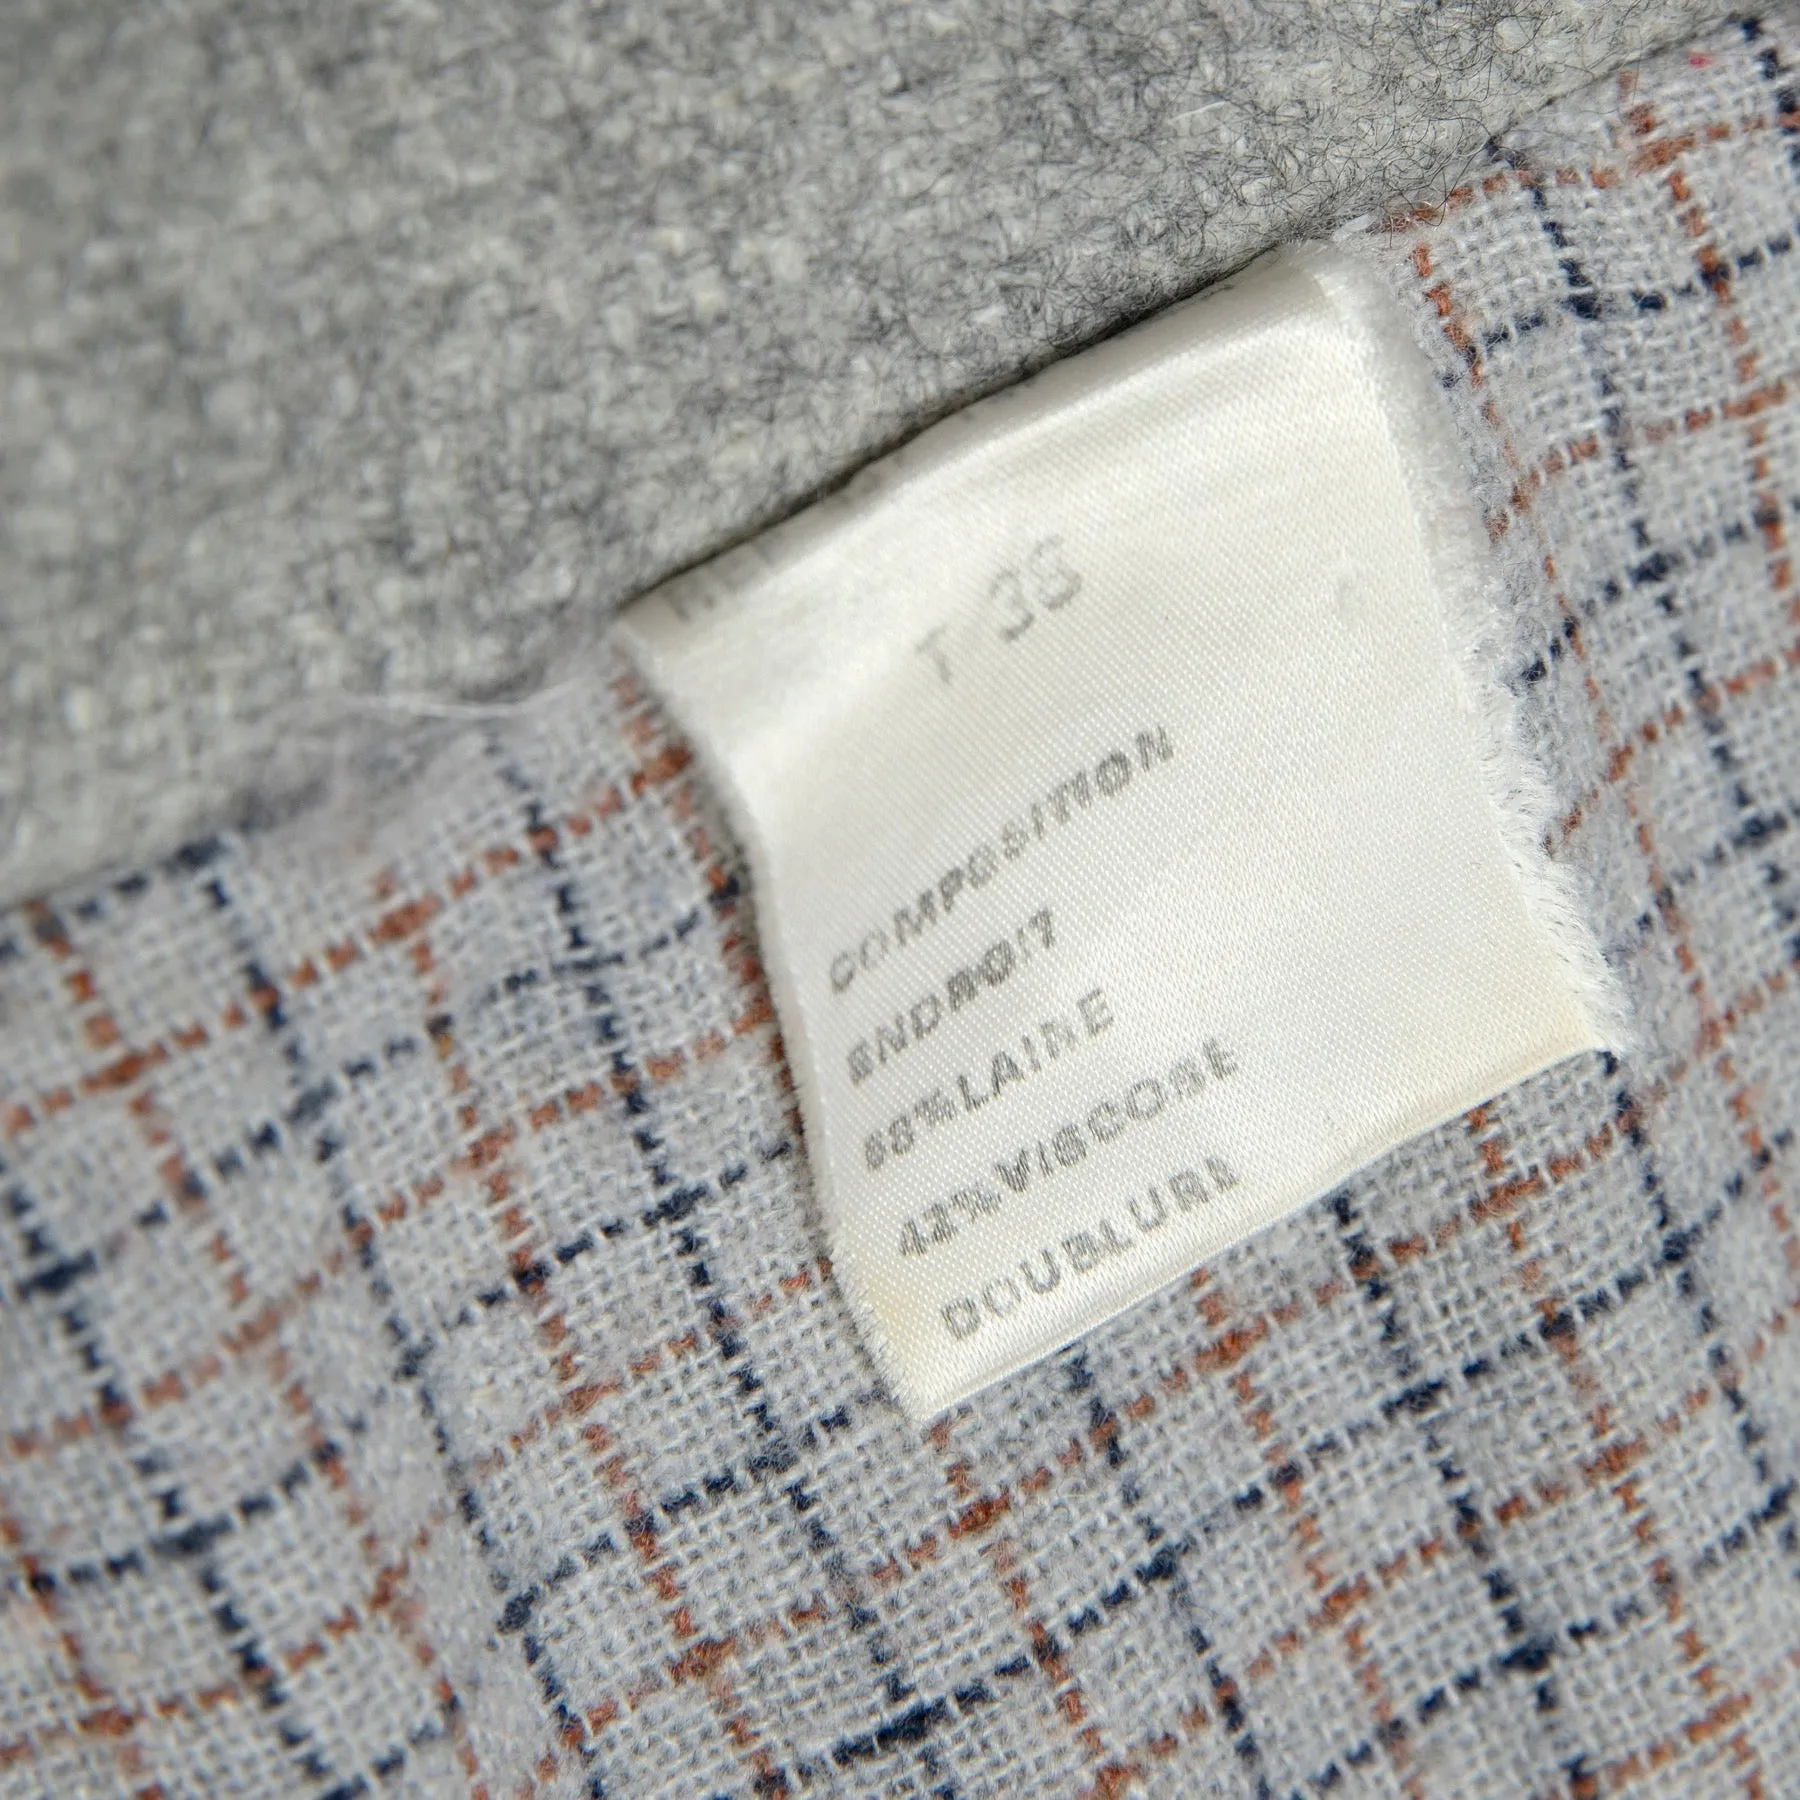 T 38
COMPOSITION
ENDROIT
58% LAINE
42% VISCOSE
DOUBLURE